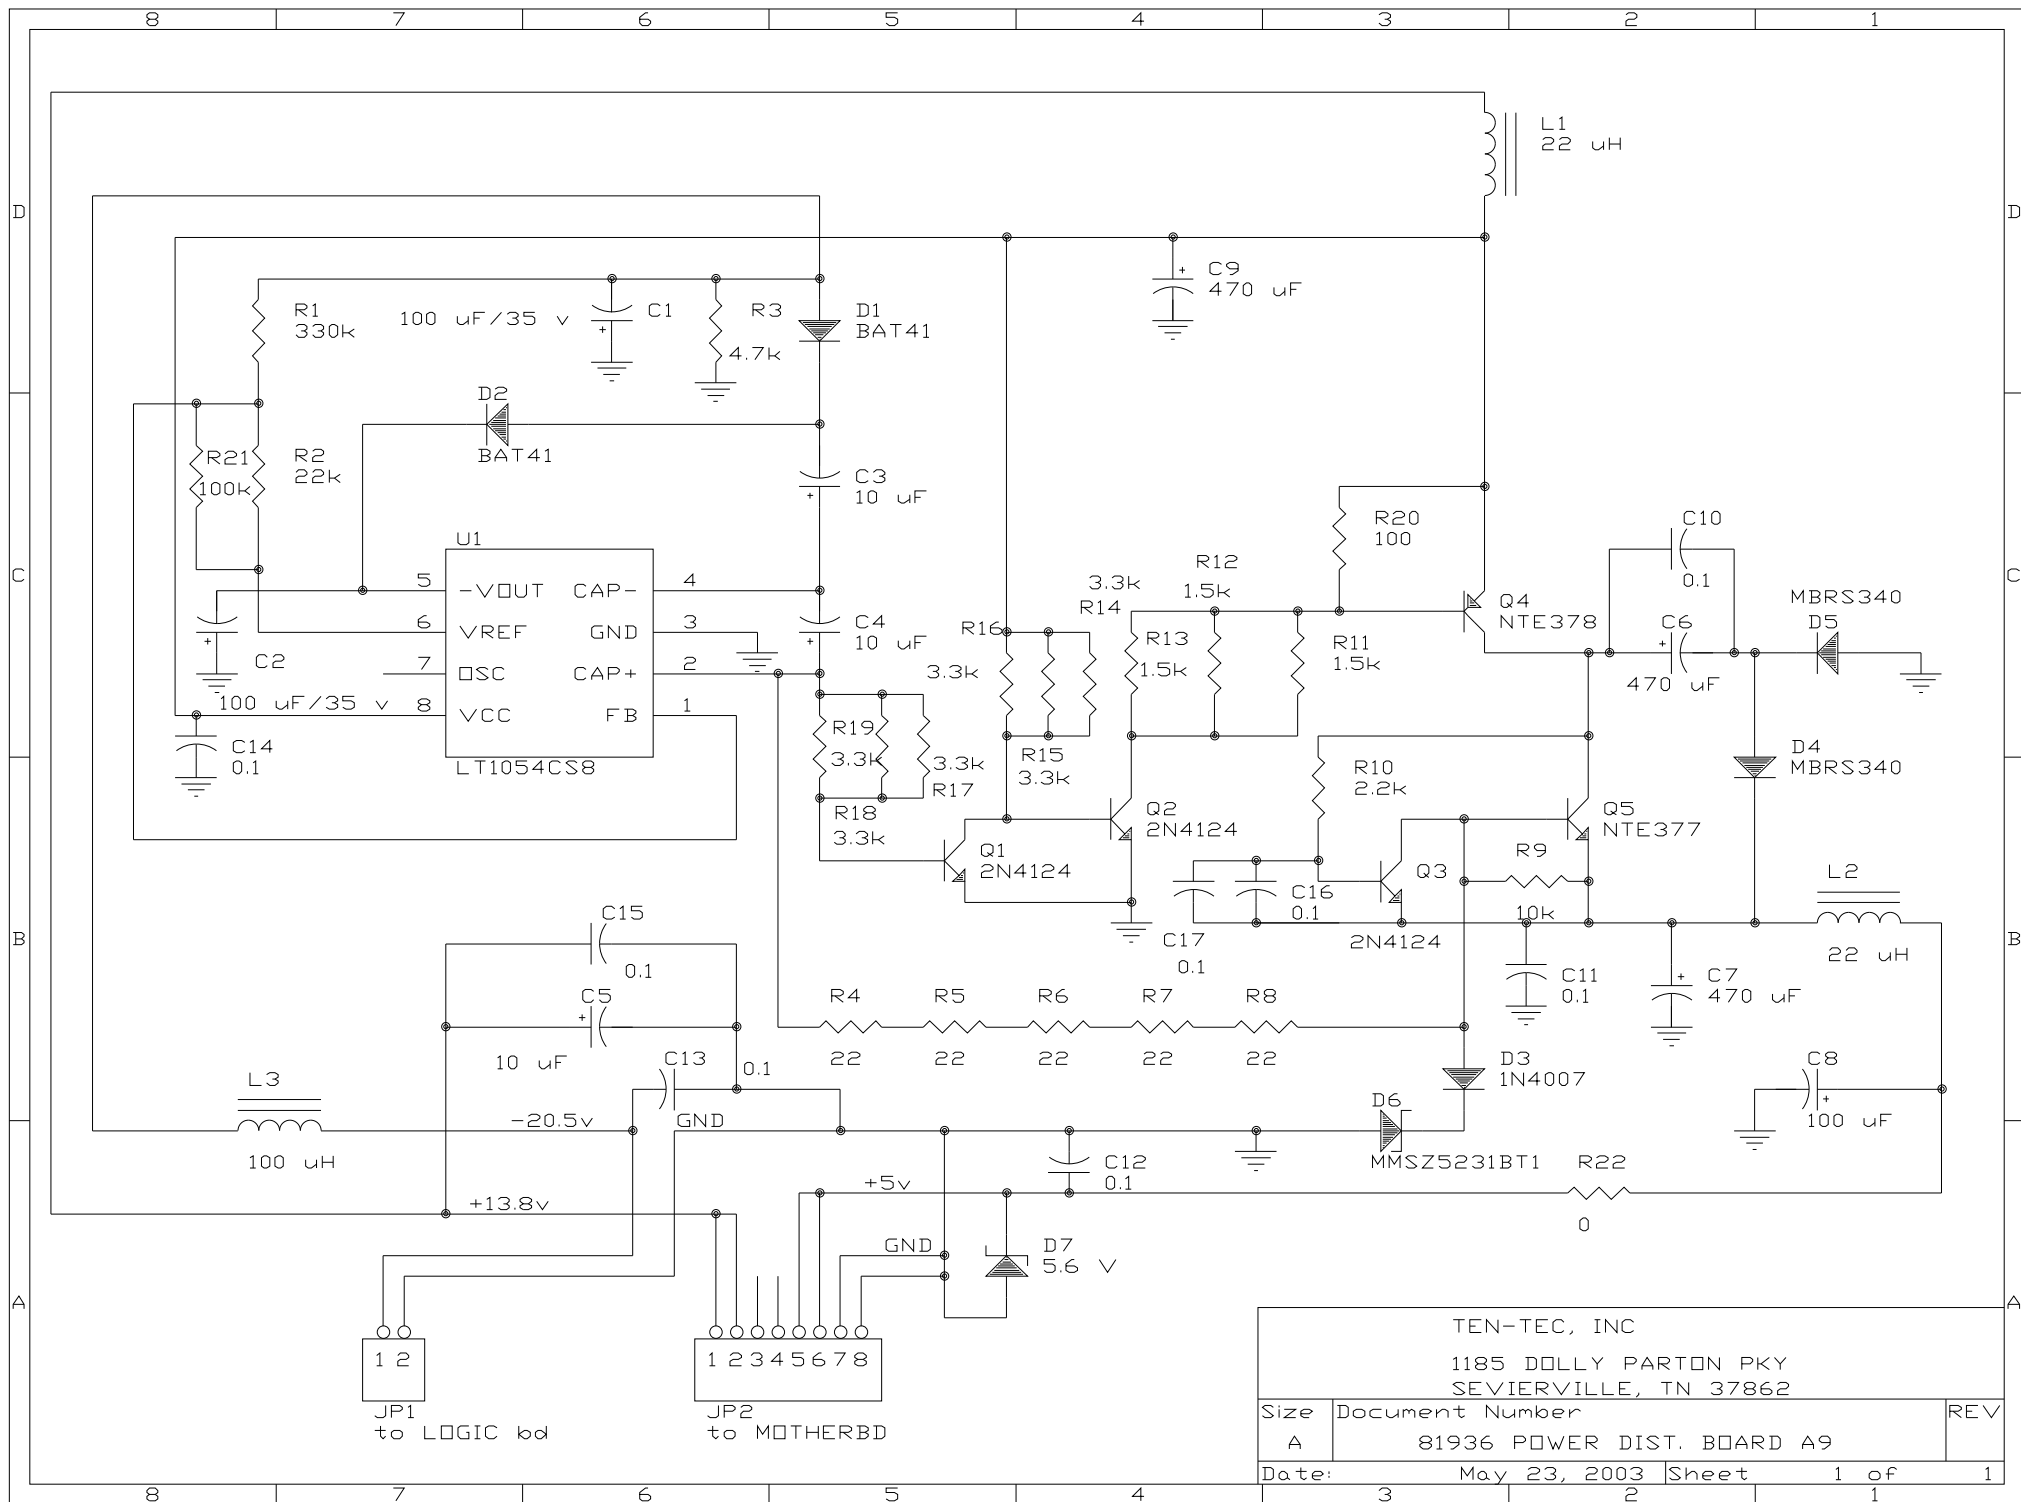 8 7 6 5 4 3 2 1
L1
22 uH
D D
C9
470 uF
R1
330k
100 uF/35 v
C1
R3
4.7k
D1
BAT41
D2
BAT41
R21
100k
R2
22k
C3
10 uF
U1
5 -VOUT CAP- 4
6 VREF GND 3
7 OSC CAP+ 2
8 VCC FB 1
LT1054CS8
C C
C2
100 uF/35 v
C14
0.1
C4
10 uF
R19
3.3k
3.3k
R17
R18
3.3k
R16
3.3k
R15
3.3k
3.3k
R14
R12
1.5k
R13
1.5k
R11
1.5k
R20
100
Q4
NTE378
C10
0.1
C6
470 uF
MBRS340
D5
D4
MBRS340
R10
2.2k
Q5
NTE377
Q2
2N4124
Q1
2N4124
R9
10k
Q3
2N4124
C16
0.1
C17
0.1
L2
22 uH
B B
C15
0.1
C5
10 uF
C13
0.1
R4 R5 R6 R7 R8
22 22 22 22 22
C11
0.1
C7
470 uF
D3
1N4007
C8
100 uF
L3
100 uH
-20.5v
GND
D6
MMSZ5231BT1
C12
0.1
R22
0
+5v
+13.8v
GND
D7
5.6 V
A A
1 2
JP1
to LOGIC bd
1 2 3 4 5 6 7 8
JP2
to MOTHERBD
TEN-TEC, INC
1185 DOLLY PARTON PKY
SEVIERVILLE, TN 37862
Size Document Number REV
A 81936 POWER DIST. BOARD A9
Date: May 23, 2003 Sheet 1 of 1
8 7 6 5 4 3 2 1